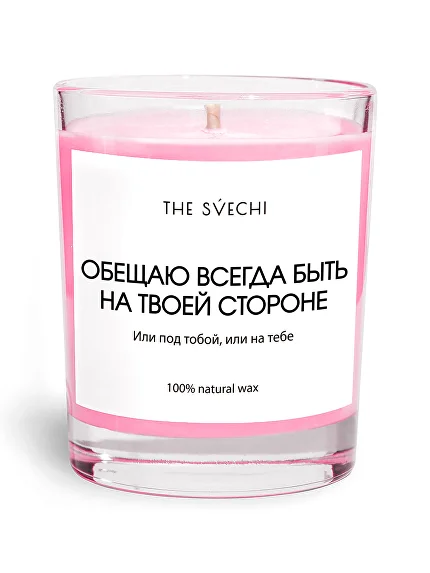 THE SVECHI
ОБЕЩАЮ ВСЕГДА БЫТЬ
НА ТВОЕЙ СТОРОНЕ
Или под тобой, или на тебе
100% natural wax